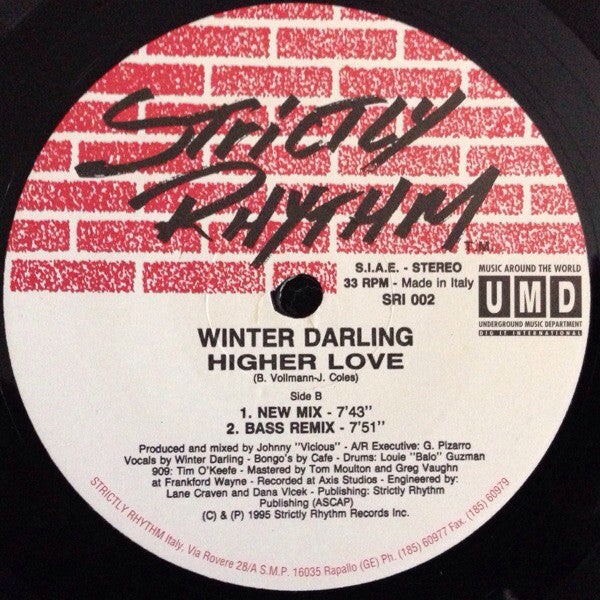 STRICTLY
RHYTHM T.M.
S.I.A.E. - STEREO
33 RPM - Made in Italy
SRI 002
MUSIC AROUND THE WORLD
UMD
UNDERGROUND MUSIC DEPARTMENT
DIG IT INTERNATIONAL
WINTER DARLING
HIGHER LOVE
(B. Vollmann-J. Coles)
Side B
1. NEW MIX - 7'43''
2. BASS REMIX - 7'51''
Produced and mixed by Johnny "Vicious" - A/R Executive: G. Pizarro
Vocals by Winter Darling - Bongo's by Cafe - Drums: Louie "Balo" Guzman
909: Tim O'Keefe - Mastered by Tom Moulton and Greg Vaughn
at Frankford Wayne - Recorded at Axis Studios - Engineered by:
Lane Craven and Dana Vlcek - Publishing: Strictly Rhythm
Publishing (ASCAP)
(C) & (P) 1995 Strictly Rhythm Records Inc.
STRICTLY RHYTHM Italy. Via Rovere 28/A S.M.P. 16035 Rapallo (GE) Ph. (185) 60977 Fax. (185) 60979